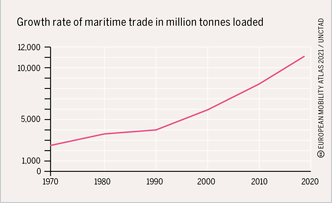 Growth rate of maritime trade in million tonnes loaded
12,000
10,000
5,000
1,000
0
1970 1980 1990 2000 2010 2020
EUROPEAN MOBILITY ATLAS 2021 / UNCTAD